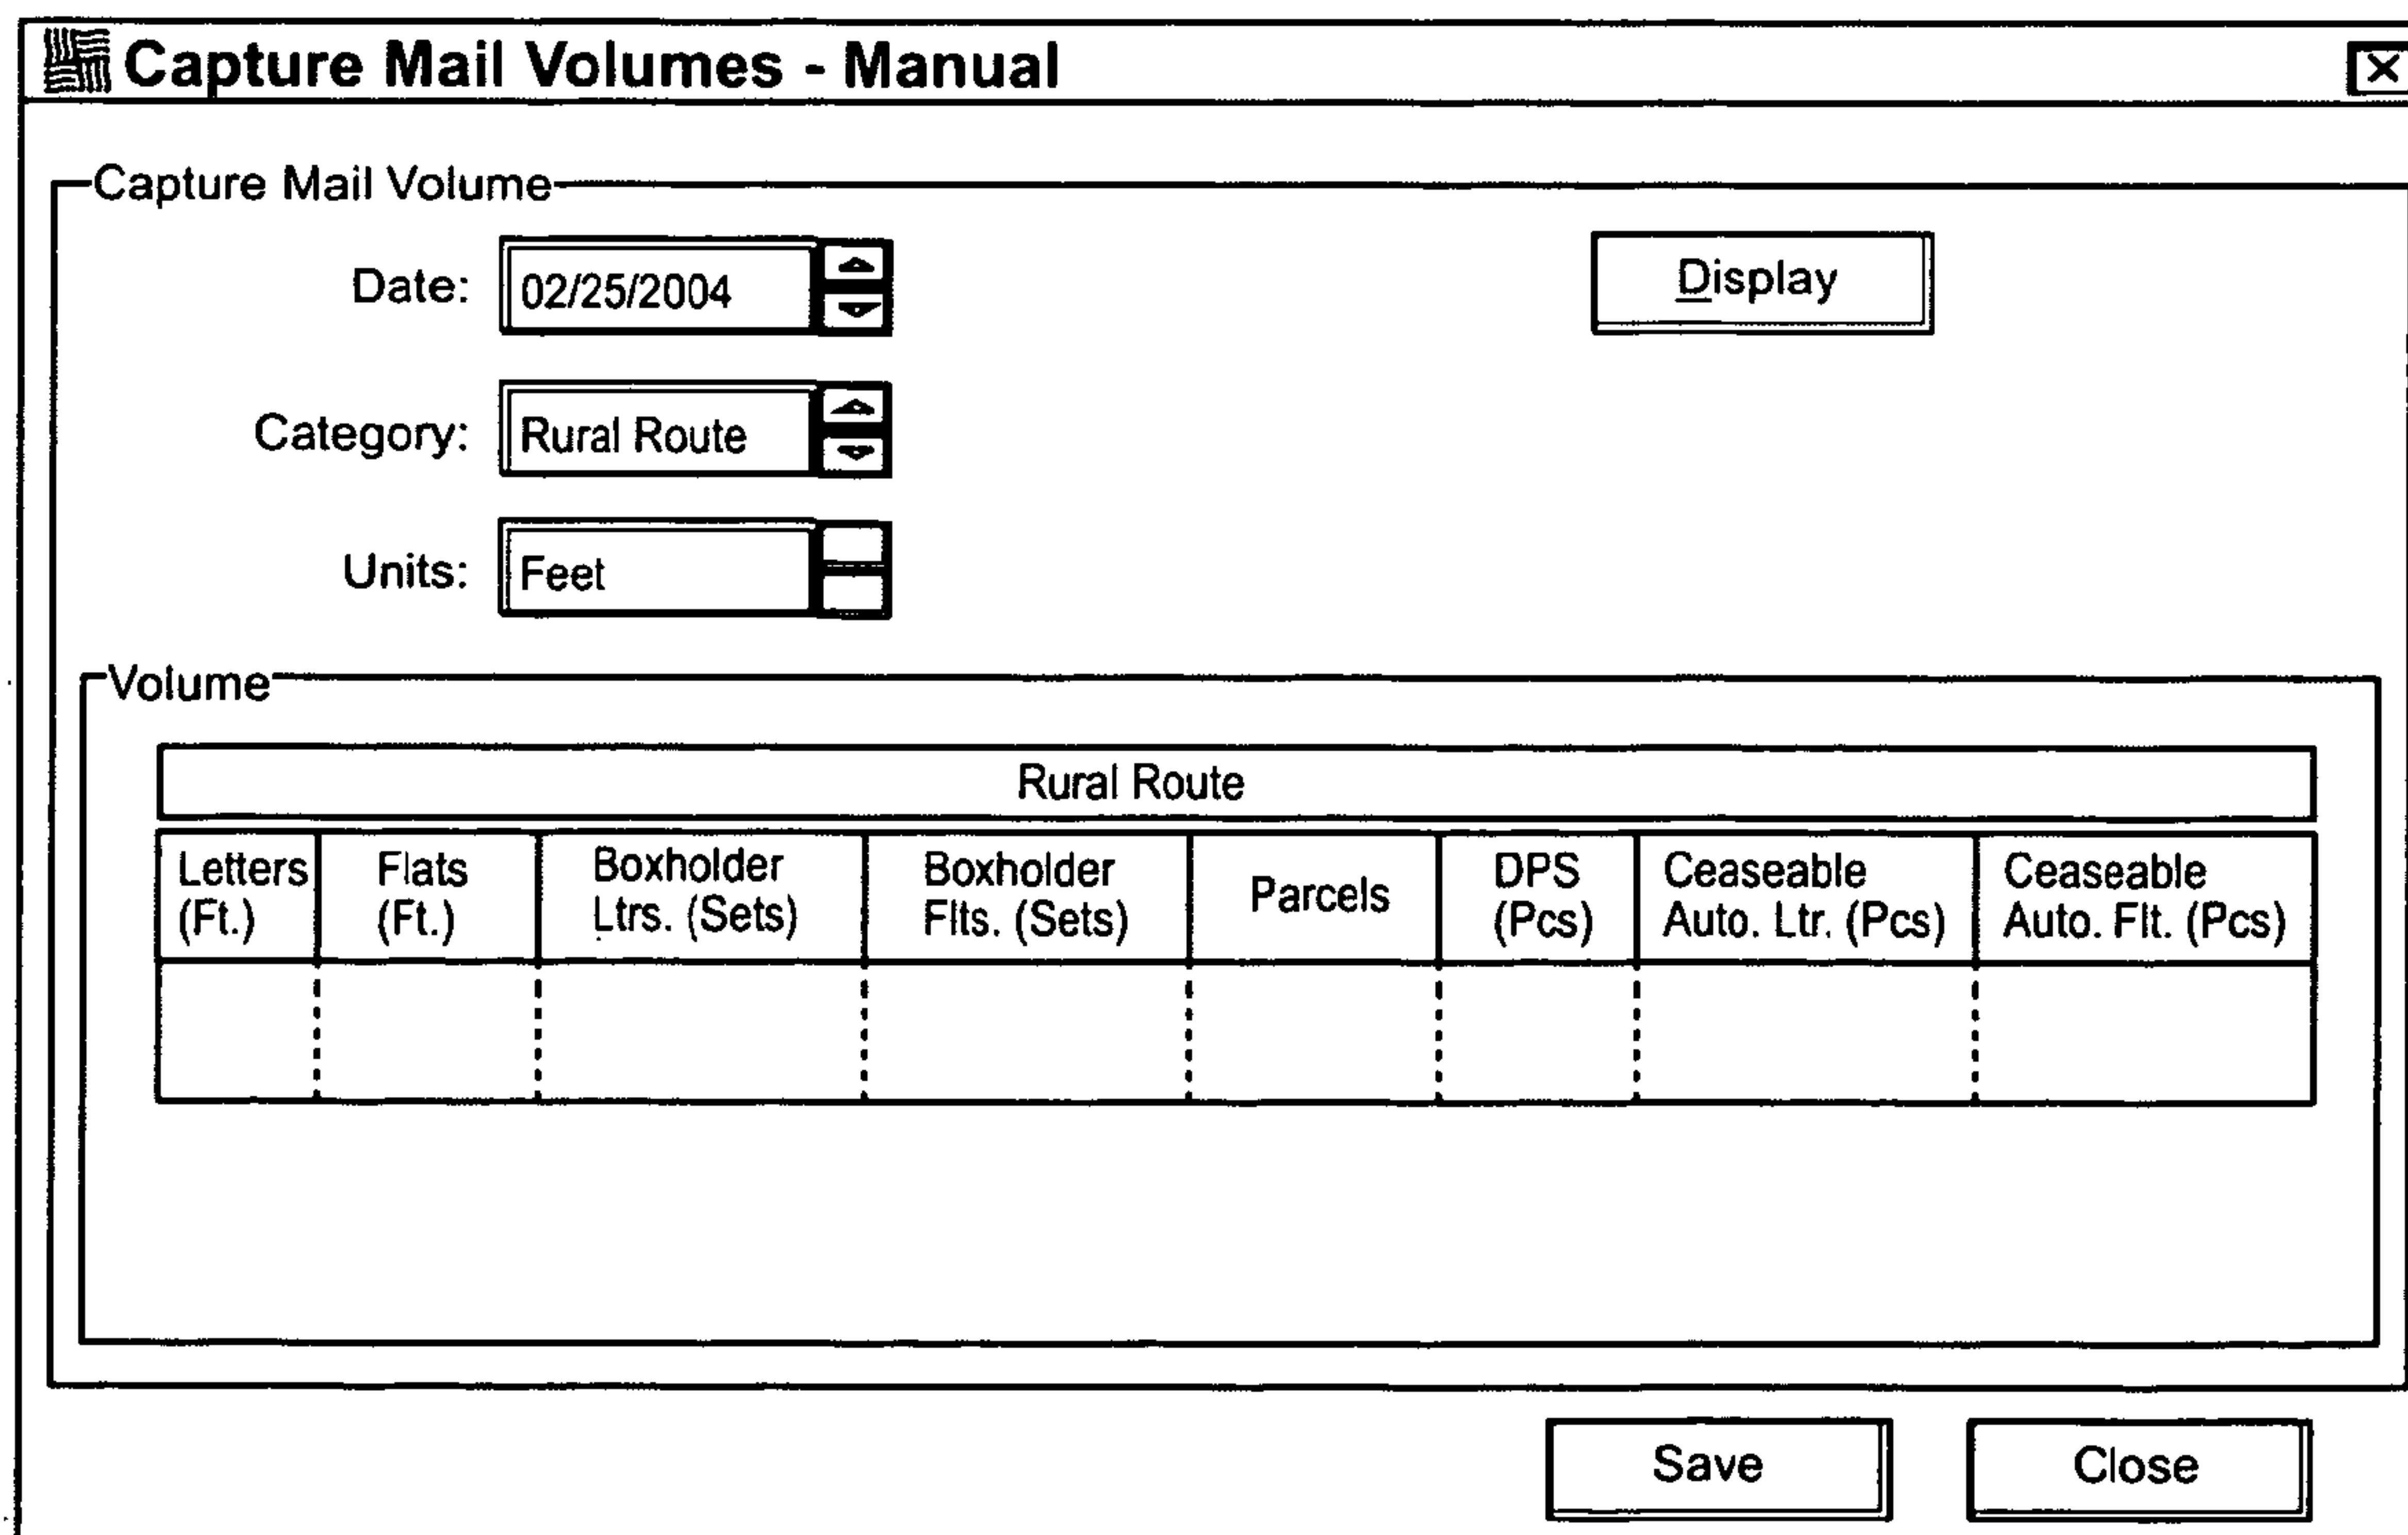 Capture Mail Volumes - Manual
Capture Mail Volume
Date: 02/25/2004
Display
Category: Rural Route
Units: Feet
Volume
Rural Route
Letters (Ft.)
Flats (Ft.)
Boxholder Ltrs. (Sets)
Boxholder Flts. (Sets)
Parcels
DPS (Pcs)
Ceaseable Auto. Ltr. (Pcs)
Ceaseable Auto. Flt. (Pcs)
Save
Close